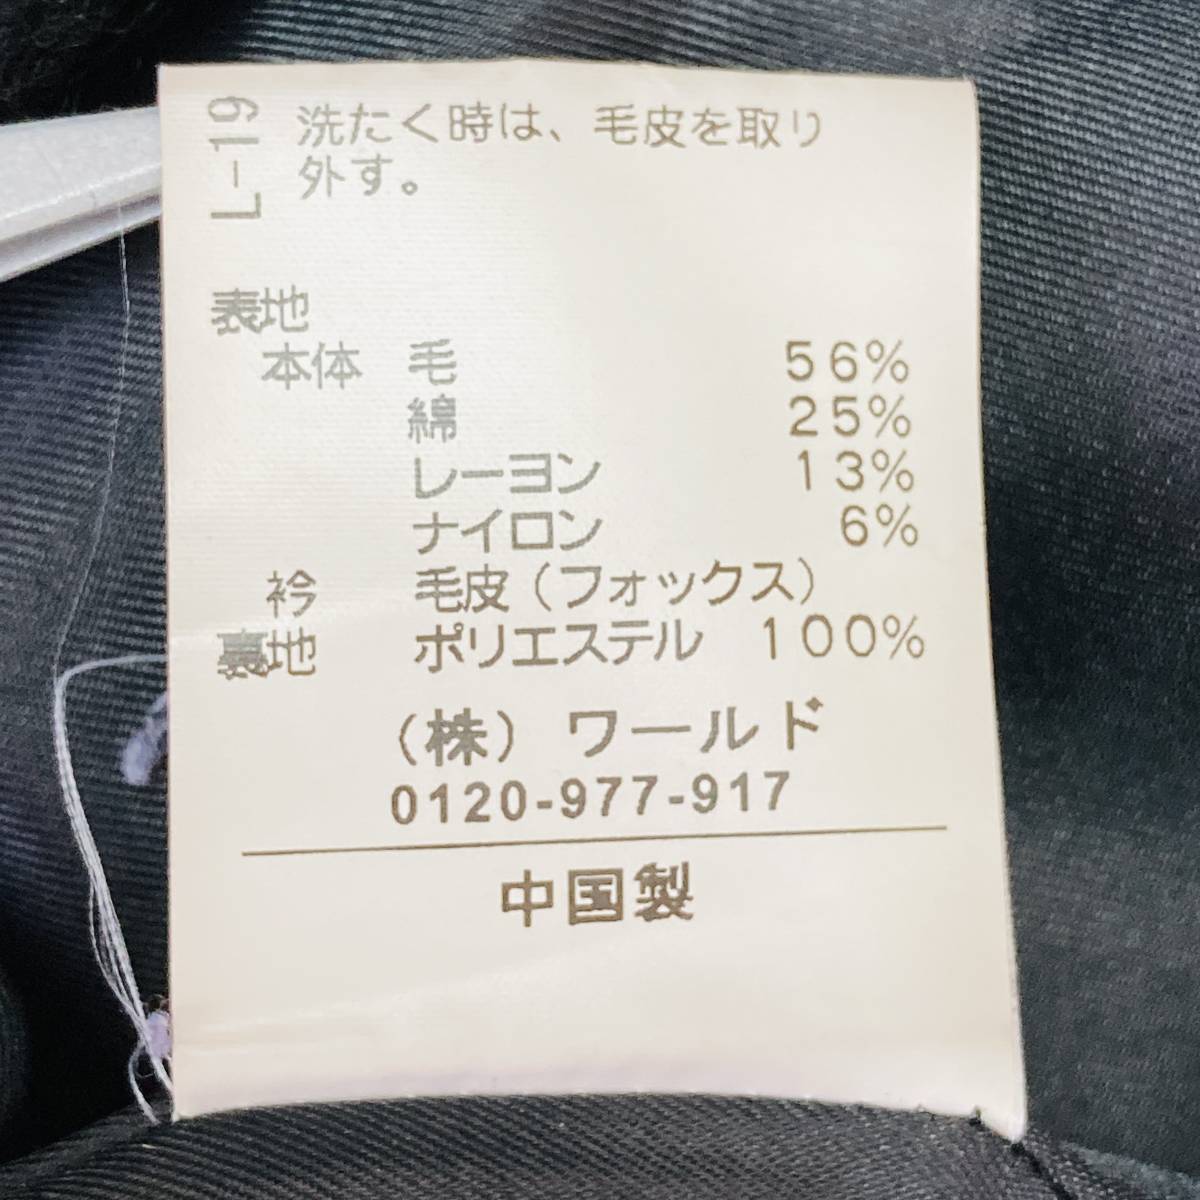 L-19
洗たく時は、毛皮を取り
外す。
表地
本体 毛 56%
綿 25%
レーヨン 13%
ナイロン 6%
衿 毛皮(フォックス)
裏地 ポリエステル 100%
(株)ワールド
0120-977-917
中国製